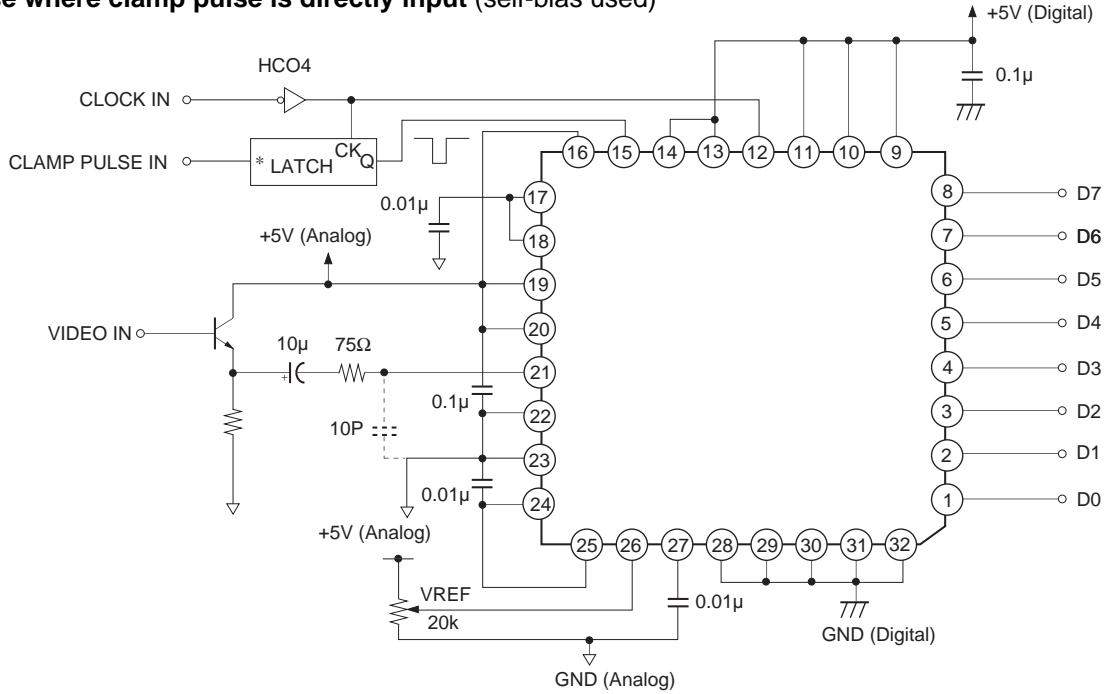 se where clamp pulse is directly input (self-bias used)
+5V (Digital)
HCO4
0.1μ
CLOCK IN
CLAMP PULSE IN
* LATCH
CK
Q
16
15
14
13
12
11
10
9
17
0.01μ
18
+5V (Analog)
19
20
VIDEO IN
10μ
75Ω
21
0.1μ
22
10P
23
0.01μ
24
8
D7
7
D6
6
D5
5
D4
4
D3
3
D2
2
D1
1
D0
+5V (Analog)
25
26
27
28
29
30
31
32
VREF
20k
0.01μ
GND (Digital)
GND (Analog)